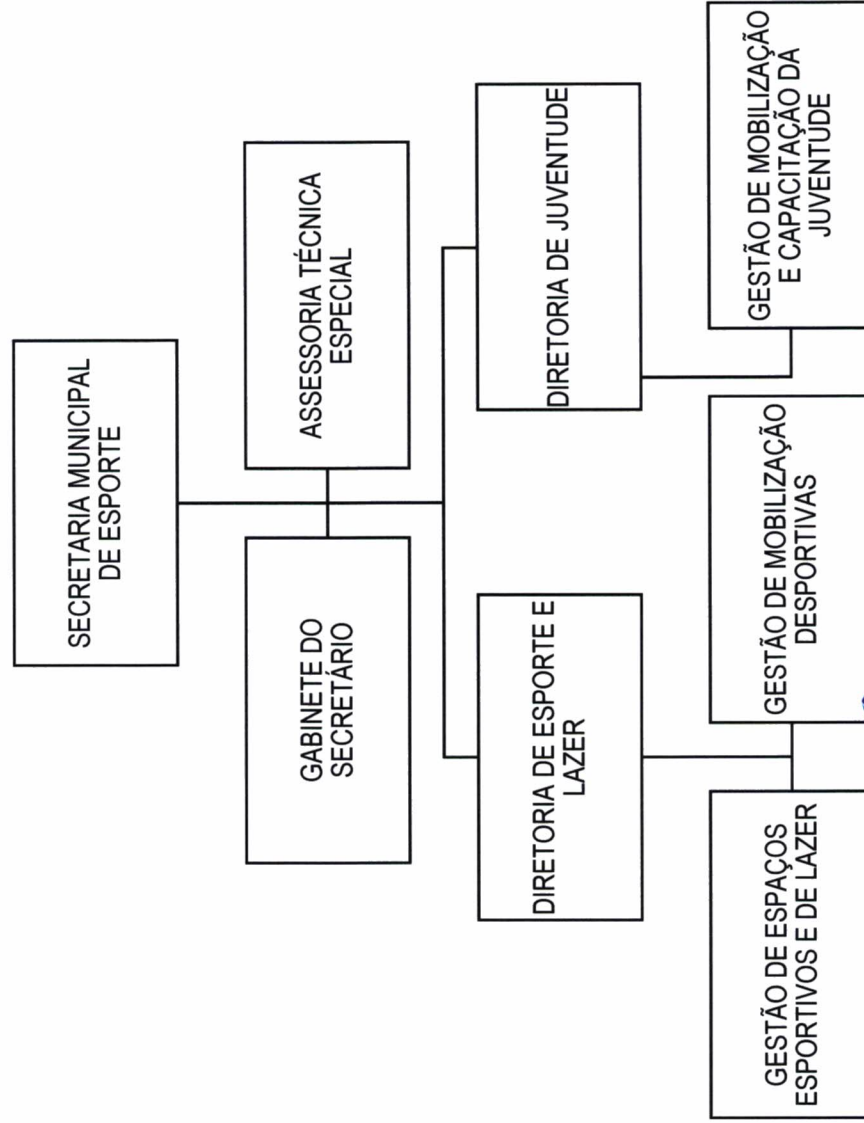 SECRETARIA MUNICIPAL
DE ESPORTE
GABINETE DO
SECRETÁRIO
ASSESSORIA TÉCNICA
ESPECIAL
DIRETORIA DE ESPORTE E
LAZER
DIRETORIA DE JUVENTUDE
GESTÃO DE ESPAÇOS
ESPORTIVOS E DE LAZER
GESTÃO DE MOBILIZAÇÃO
DESPORTIVAS
GESTÃO DE MOBILIZAÇÃO
E CAPACITAÇÃO DA
JUVENTUDE